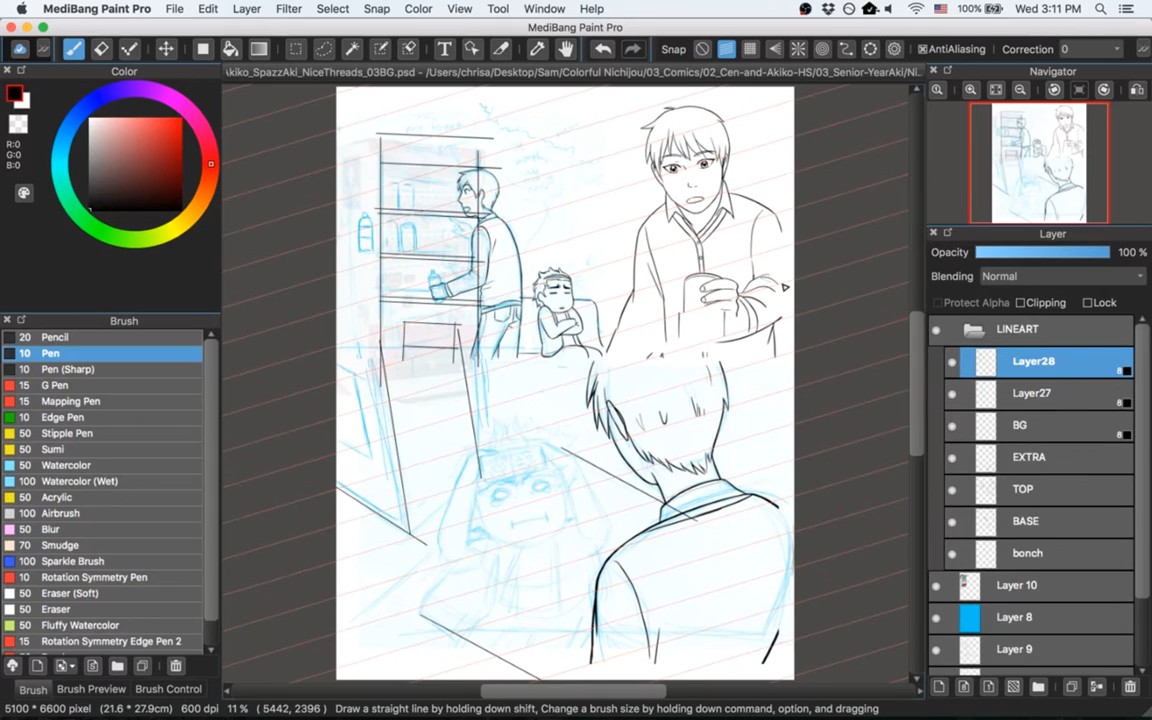 MediBang Paint Pro File Edit Layer Filter Select Snap Color View Tool Window Help 100% Wed 3:11 PM
MediBang Paint Pro
T Snap AntiAliasing Correction 0
Color
R:0
G:0
B:0
Akiko_SpazzAki_NiceThreads_03BG.psd - /Users/chrisa/Desktop/Sam/Colorful Nichijou/03_Comics/02_Cen-and-Akiko-HS/03_Senior-YearAki/Ni...
Navigator
Layer
Opacity 100 %
Blending Normal
Protect Alpha Clipping Lock
LINEART
Layer28
8
Layer27
8
BG
8
EXTRA
TOP
BASE
bonch
Layer 10
Layer 8
Layer 9
Brush
20 Pencil
10 Pen
10 Pen (Sharp)
15 G Pen
15 Mapping Pen
10 Edge Pen
50 Stipple Pen
50 Sumi
50 Watercolor
100 Watercolor (Wet)
50 Acrylic
100 Airbrush
50 Blur
70 Smudge
100 Sparkle Brush
10 Rotation Symmetry Pen
50 Eraser (Soft)
50 Eraser
50 Fluffy Watercolor
15 Rotation Symmetry Edge Pen 2
100 Rotation Symmetry Pen
Brush Brush Preview Brush Control
5100 * 6600 pixel (21.6 * 27.9cm) 600 dpi 11 % ( 5442, 2396 ) Draw a straight line by holding down shift, Change a brush size by holding down command, option, and dragging